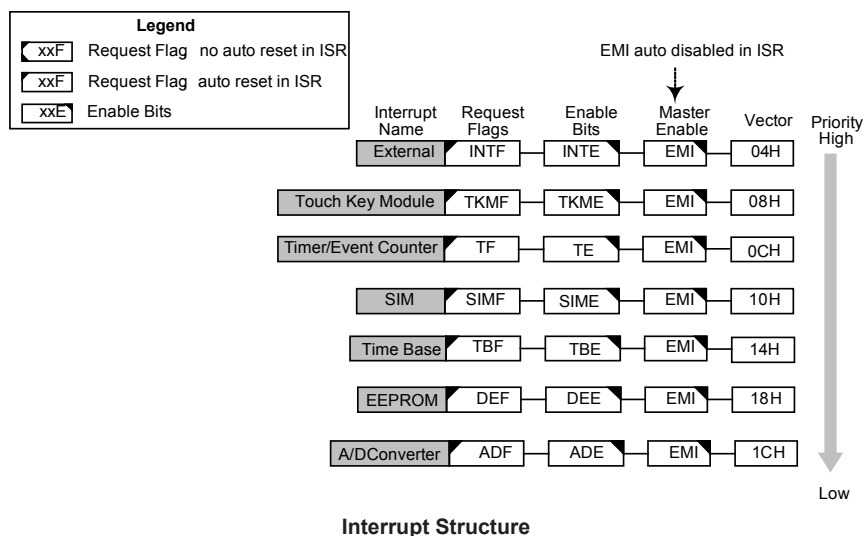 Legend
xxF Request Flag no auto reset in ISR
xxF Request Flag auto reset in ISR
xxE Enable Bits
EMI auto disabled in ISR
Interrupt Name Request Flags Enable Bits Master Enable Vector Priority High
External INTF INTE EMI 04H
Touch Key Module TKMF TKME EMI 08H
Timer/Event Counter TF TE EMI 0CH
SIM SIMF SIME EMI 10H
Time Base TBF TBE EMI 14H
EEPROM DEF DEE EMI 18H
A/DConverter ADF ADE EMI 1CH
Low
Interrupt Structure